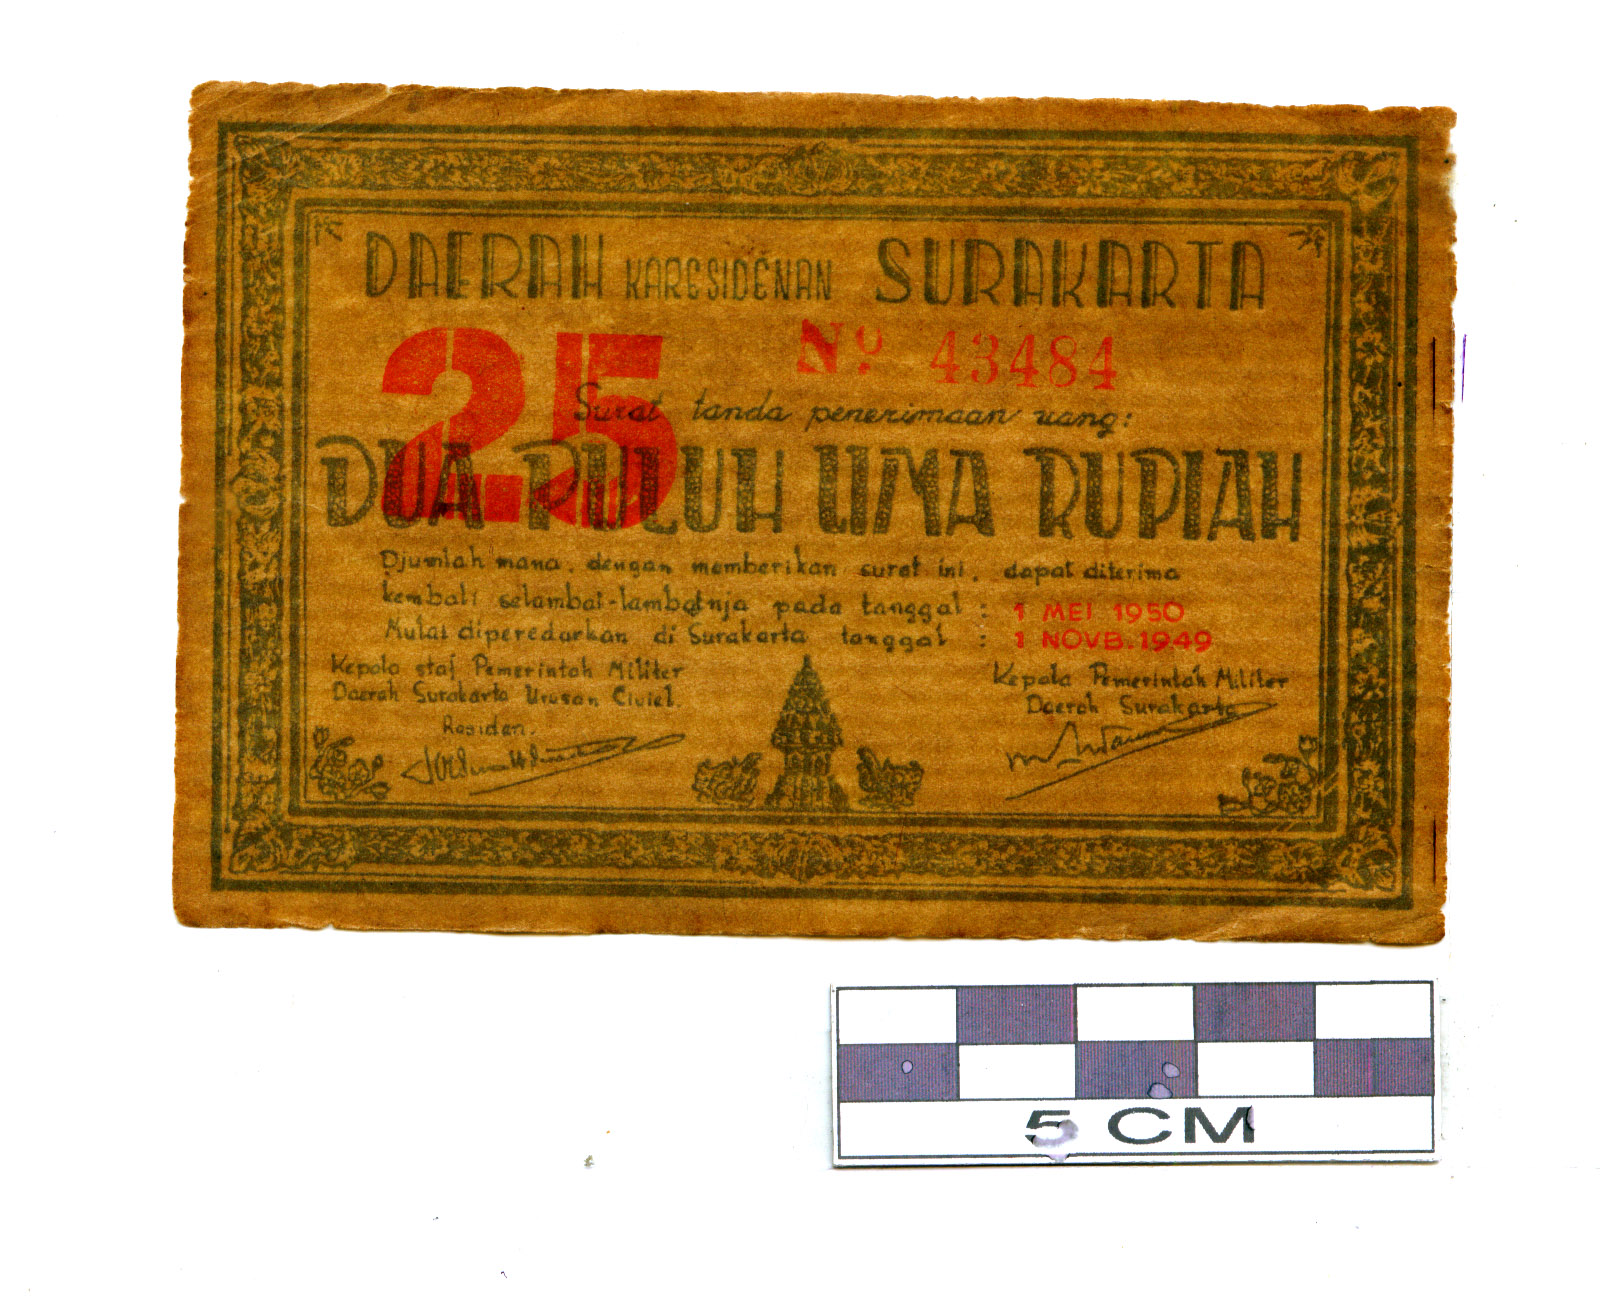 DAERAH KARESIDENAN SURAKARTA
25
No. 43484
Surat tanda penerimaan uang:
DUA PULUH LIMA RUPIAH
Djumlah mana, dengan memberikan surat ini, dapat diterima
kembali selambat-lambatnja pada tanggal : 1 MEI 1950
Mulai diperedarkan di Surakarta tanggal : 1 NOVB. 1949
Kepala staf Pemerintah Militer
Daerah Surakarta Urusan Civiel.
Residen.
Kepala Pemerintah Militer
Daerah Surakarta
5 CM